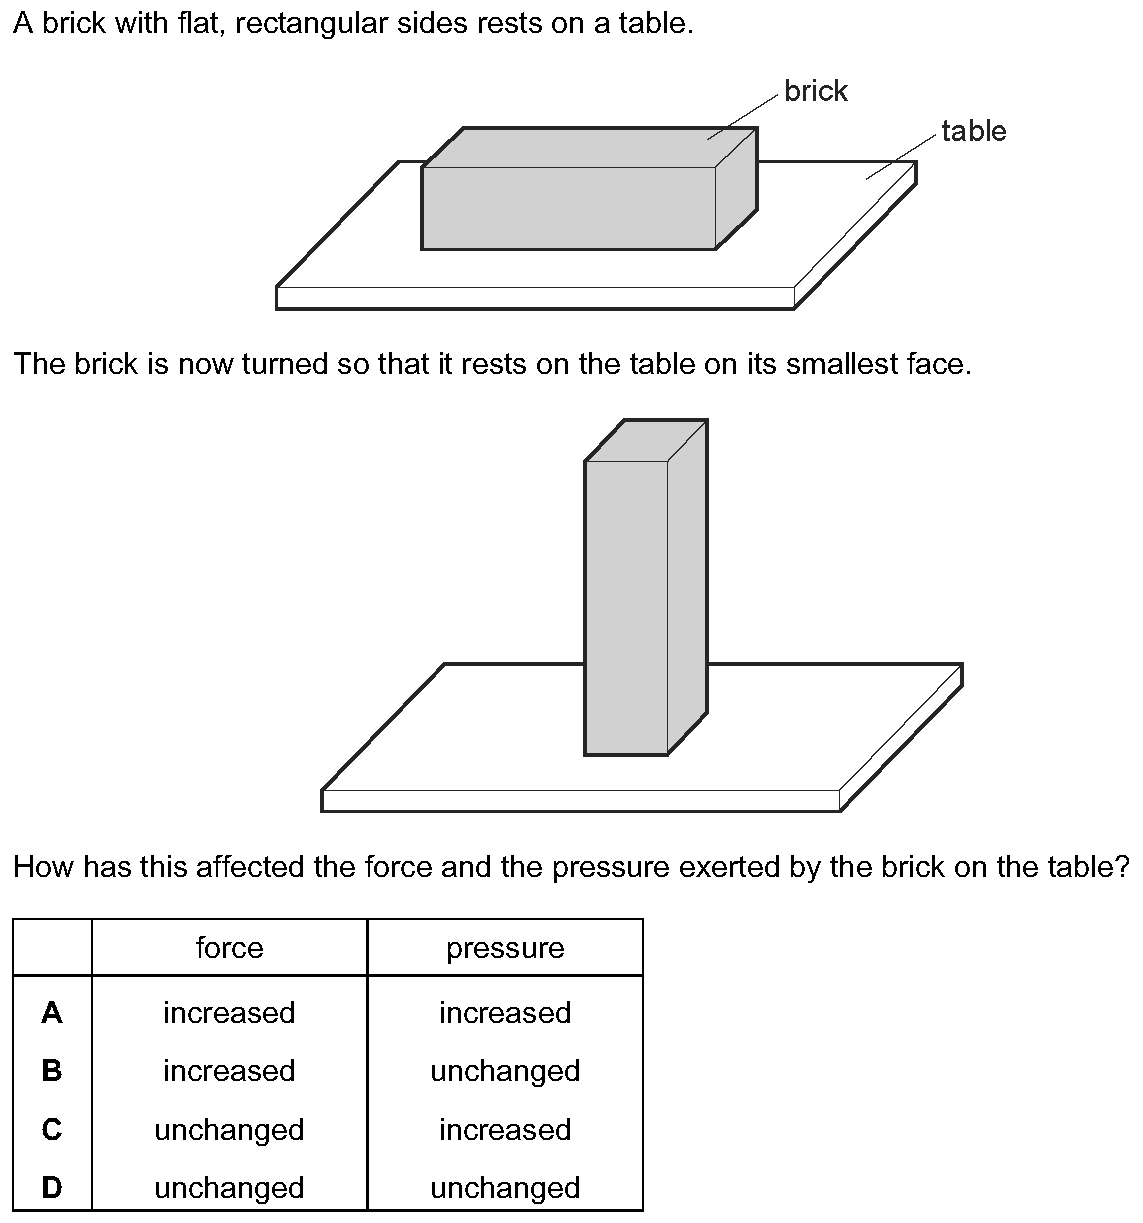 A brick with flat, rectangular sides rests on a table.
brick
table
The brick is now turned so that it rests on the table on its smallest face.
How has this affected the force and the pressure exerted by the brick on the table?
force pressure
A increased increased
B increased unchanged
C unchanged increased
D unchanged unchanged